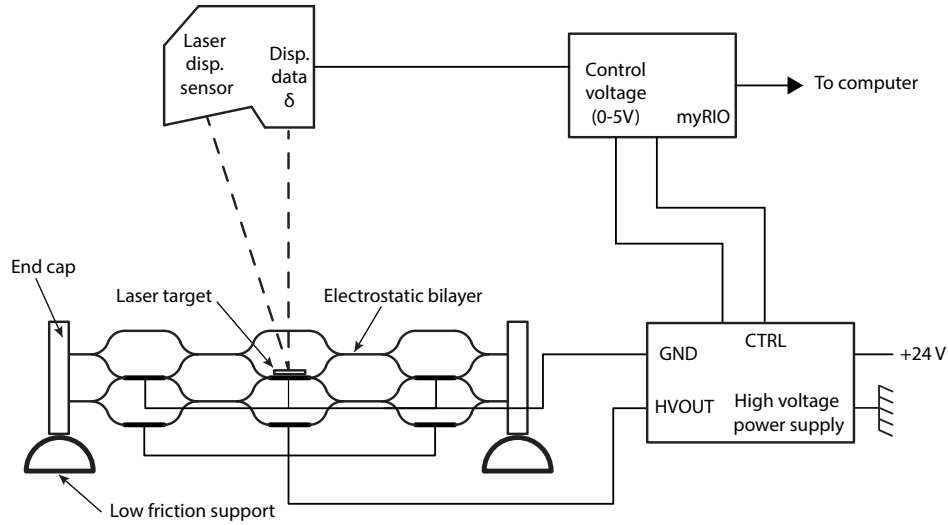 Laser
disp.
sensor
Disp.
data
δ
Control
voltage
(0-5V)
myRIO
To computer
End cap
Laser target
Electrostatic bilayer
GND
CTRL
+24 V
HVOUT
High voltage
power supply
Low friction support